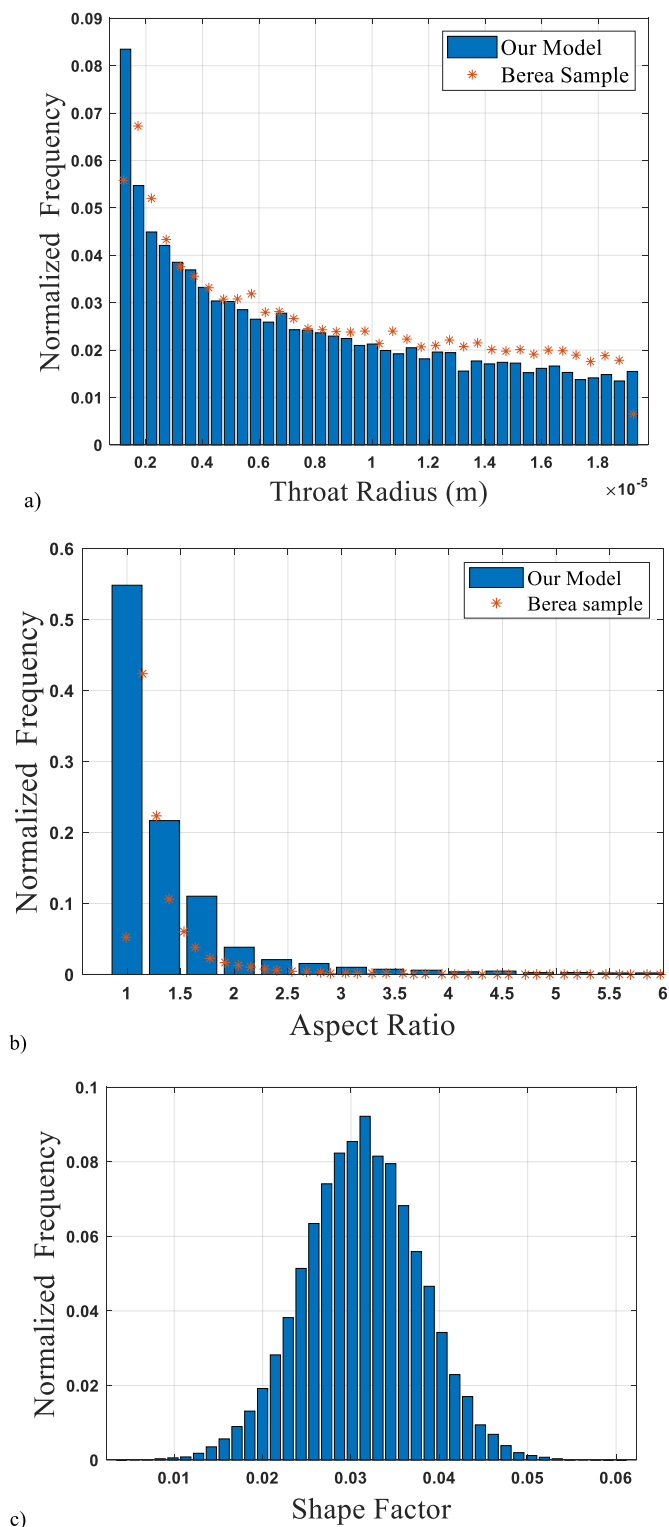 0.09
0.08
0.07
0.06
0.05
0.04
0.03
0.02
0.01
0
Normalized Frequency
Our Model
Berea Sample
0.2 0.4 0.6 0.8 1 1.2 1.4 1.6 1.8
Throat Radius (m)
×10-5
a)
0.6
0.5
0.4
0.3
0.2
0.1
0
Normalized Frequency
Our Model
Berea sample
1 1.5 2 2.5 3 3.5 4 4.5 5 5.5 6
Aspect Ratio
b)
0.1
0.08
0.06
0.04
0.02
0
Normalized Frequency
0.01 0.02 0.03 0.04 0.05 0.06
Shape Factor
c)